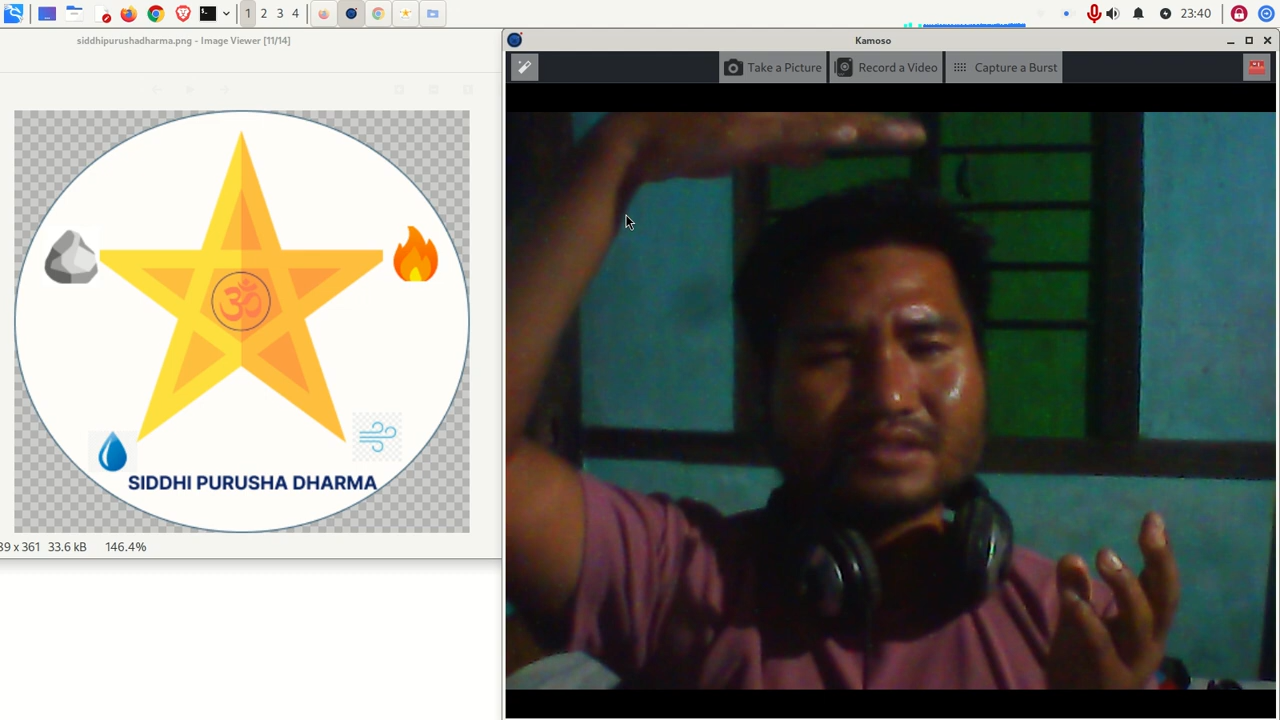 1 2 3 4
23:40
siddhipurushadharma.png - Image Viewer [11/14]
Kamoso
Take a Picture
Record a Video
Capture a Burst
ॐ
SIDDHI PURUSHA DHARMA
39 x 361 33.6 kB 146.4%